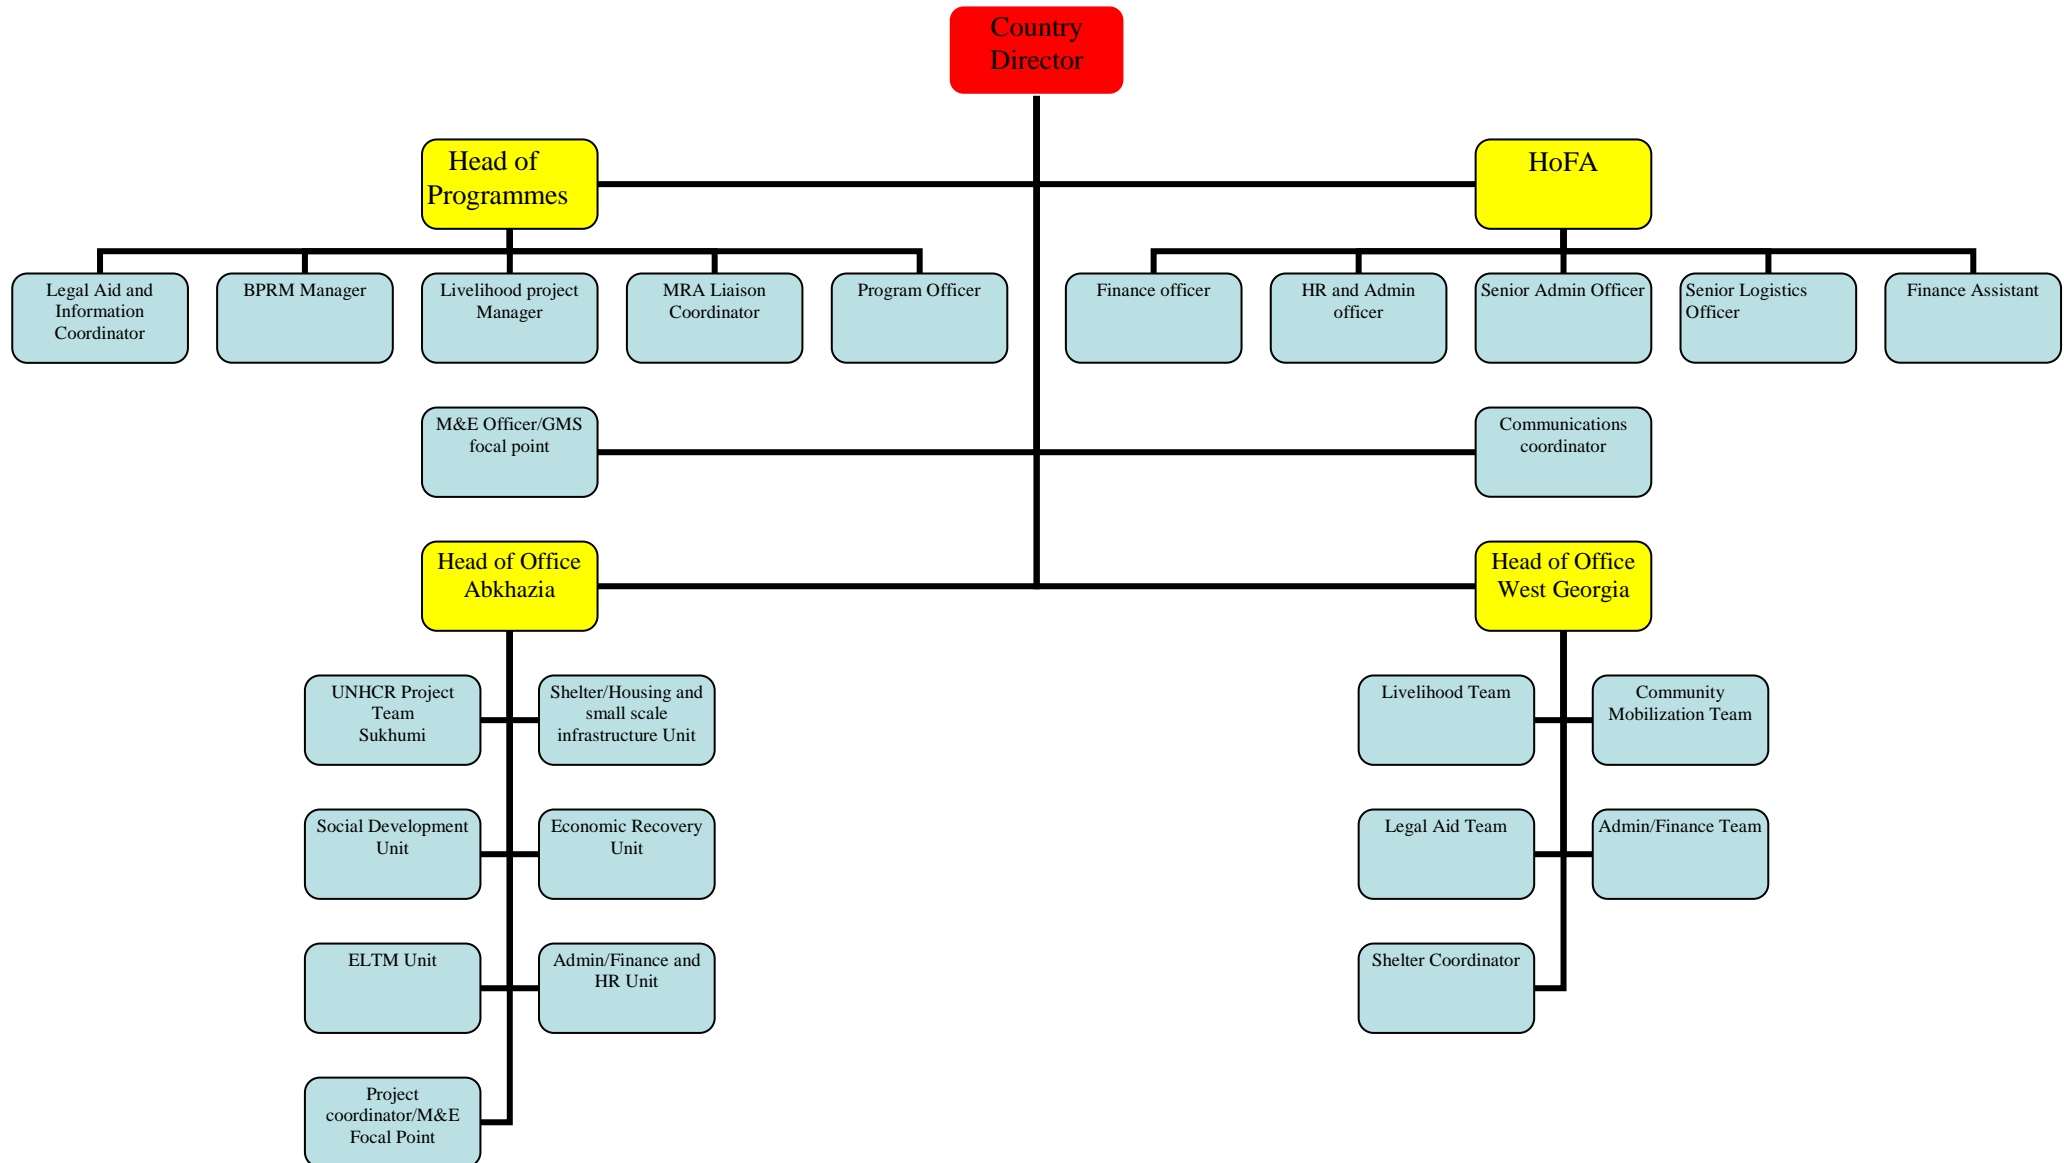 Country
Director
Head of
Programmes
HoFA
Legal Aid and
Information
Coordinator
BPRM Manager
Livelihood project
Manager
MRA Liaison
Coordinator
Program Officer
Finance officer
HR and Admin
officer
Senior Admin Officer
Senior Logistics
Officer
Finance Assistant
M&E Officer/GMS
focal point
Communications
coordinator
Head of Office
Abkhazia
Head of Office
West Georgia
UNHCR Project
Team
Sukhumi
Shelter/Housing and
small scale
infrastructure Unit
Livelihood Team
Community
Mobilization Team
Social Development
Unit
Economic Recovery
Unit
Legal Aid Team
Admin/Finance Team
ELTM Unit
Admin/Finance and
HR Unit
Shelter Coordinator
Project
coordinator/M&E
Focal Point